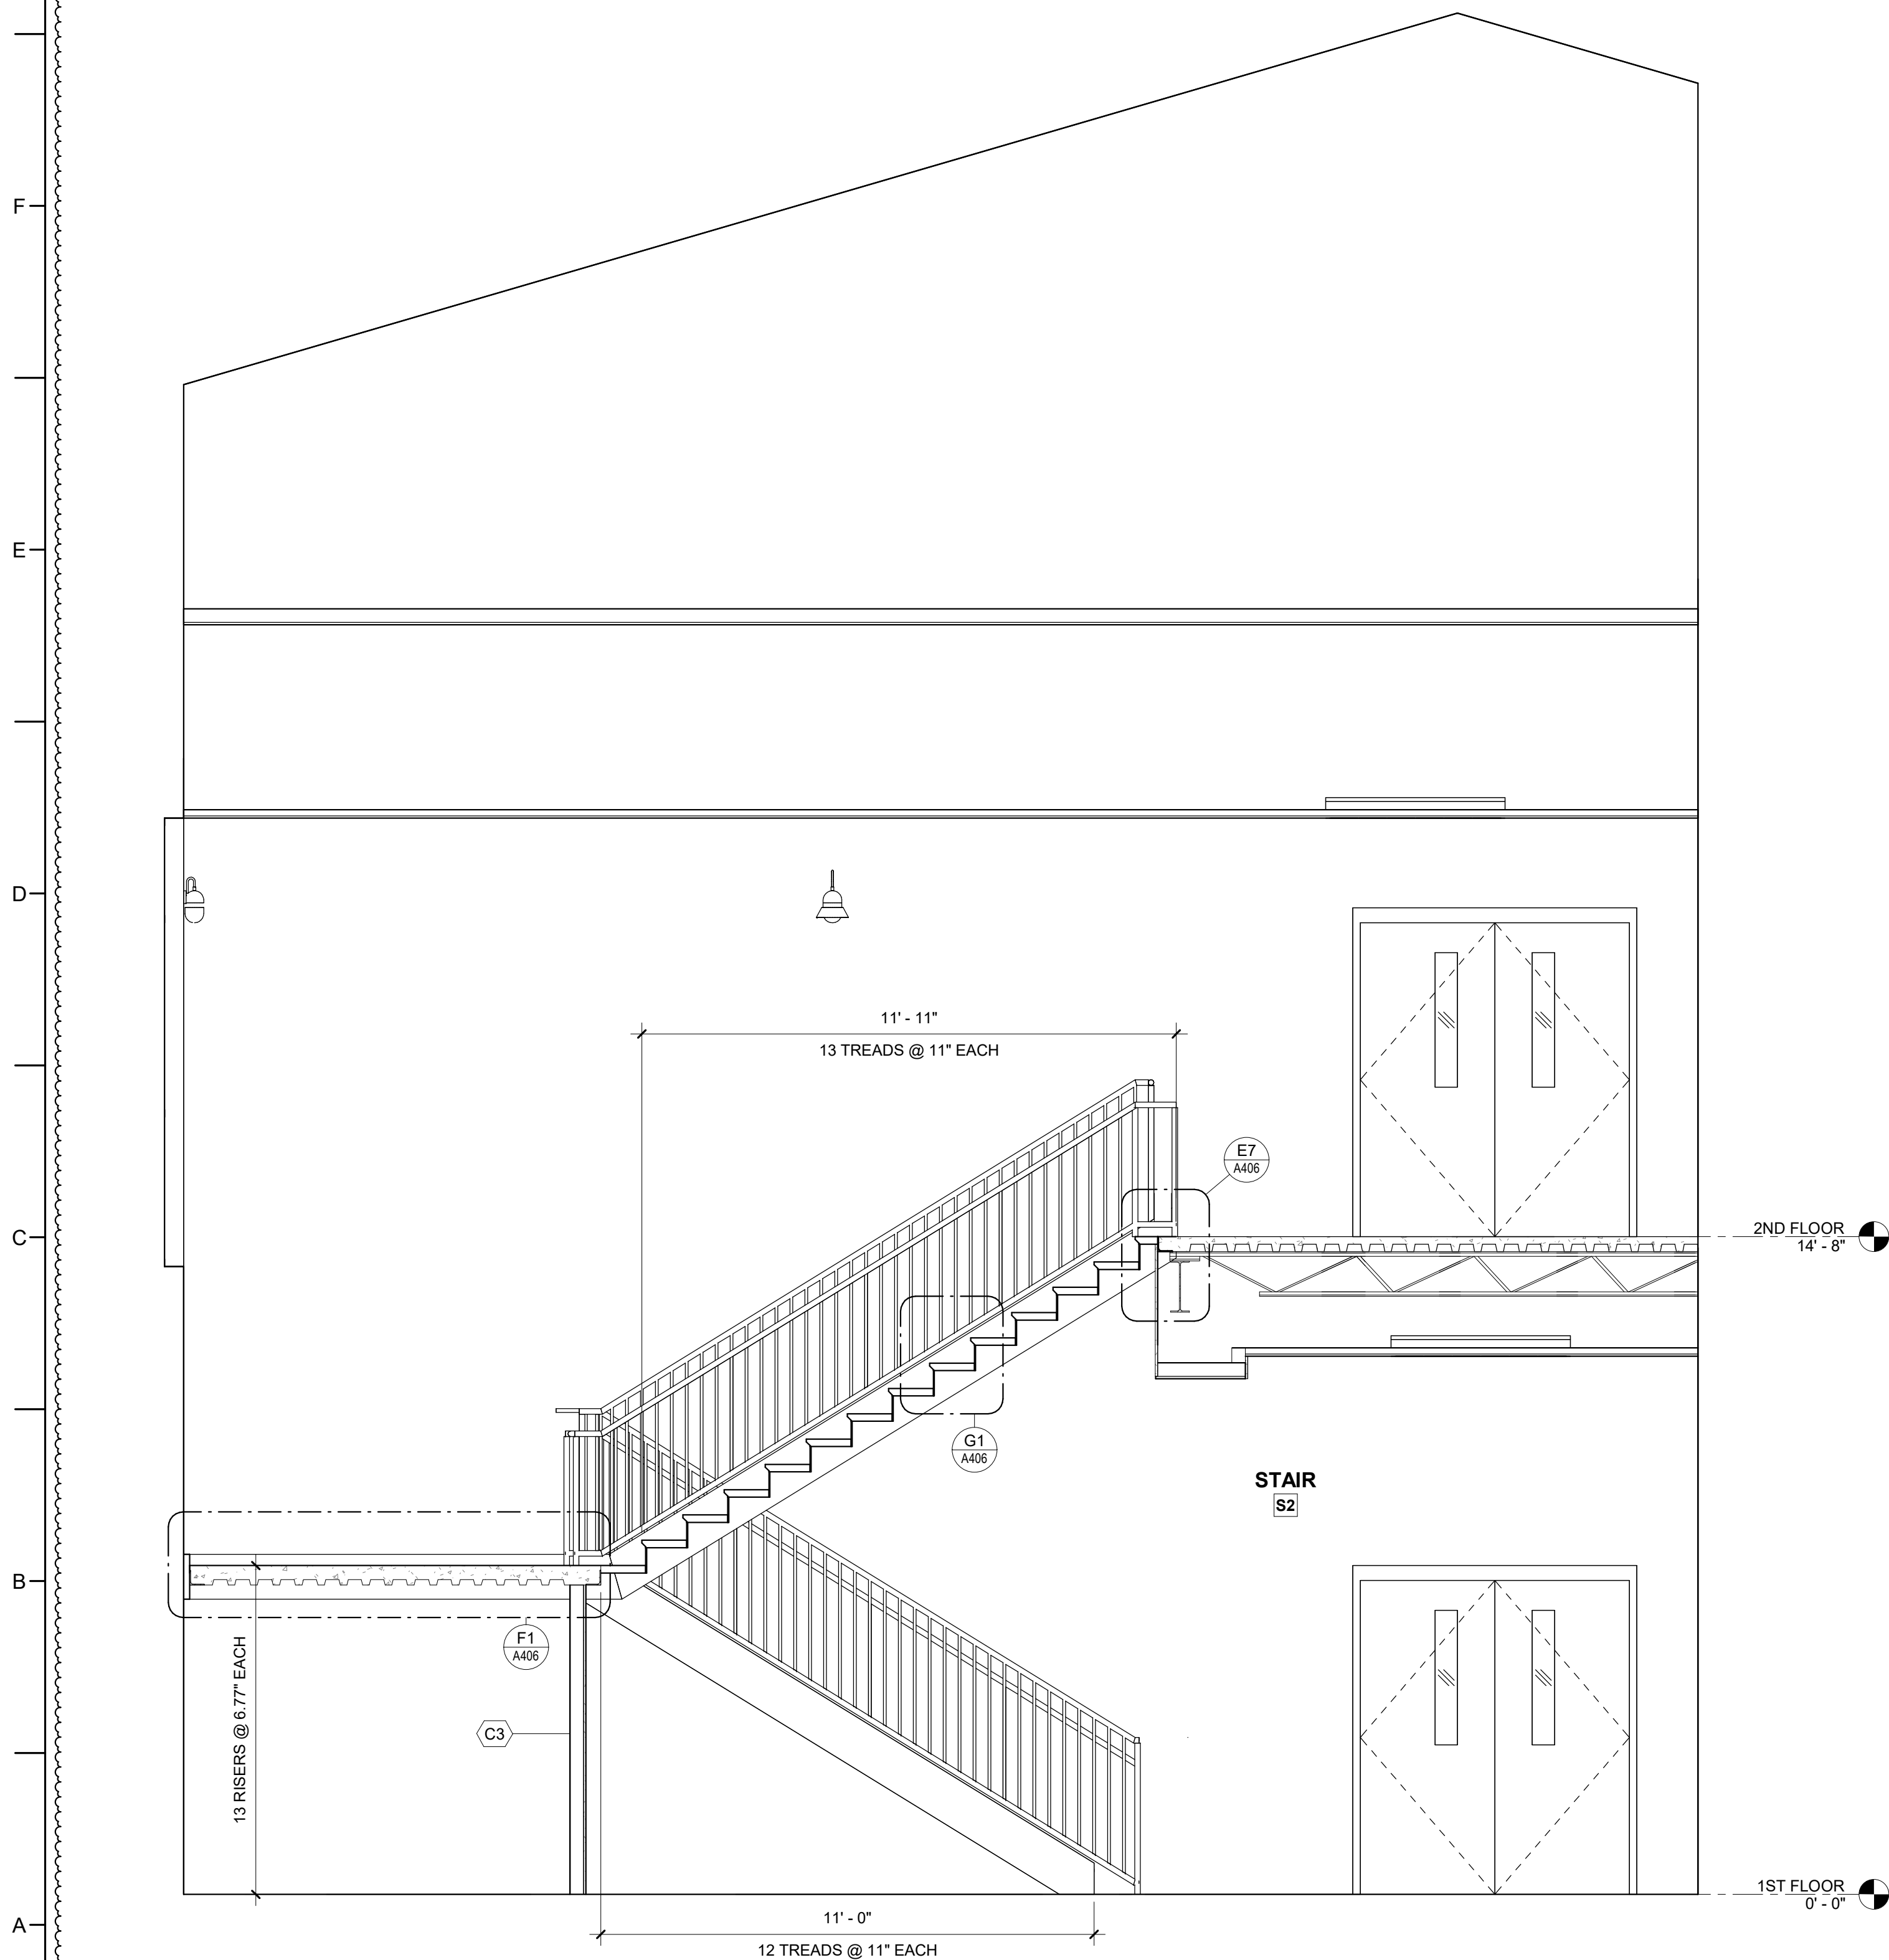 F
E
D
11' - 11"
13 TREADS @ 11" EACH
E7
A406
C
2ND FLOOR
14' - 8"
G1
A406
STAIR
S2
B
F1
A406
13 RISERS @ 6.77" EACH
C3
1ST FLOOR
0' - 0"
A
11' - 0"
12 TREADS @ 11" EACH